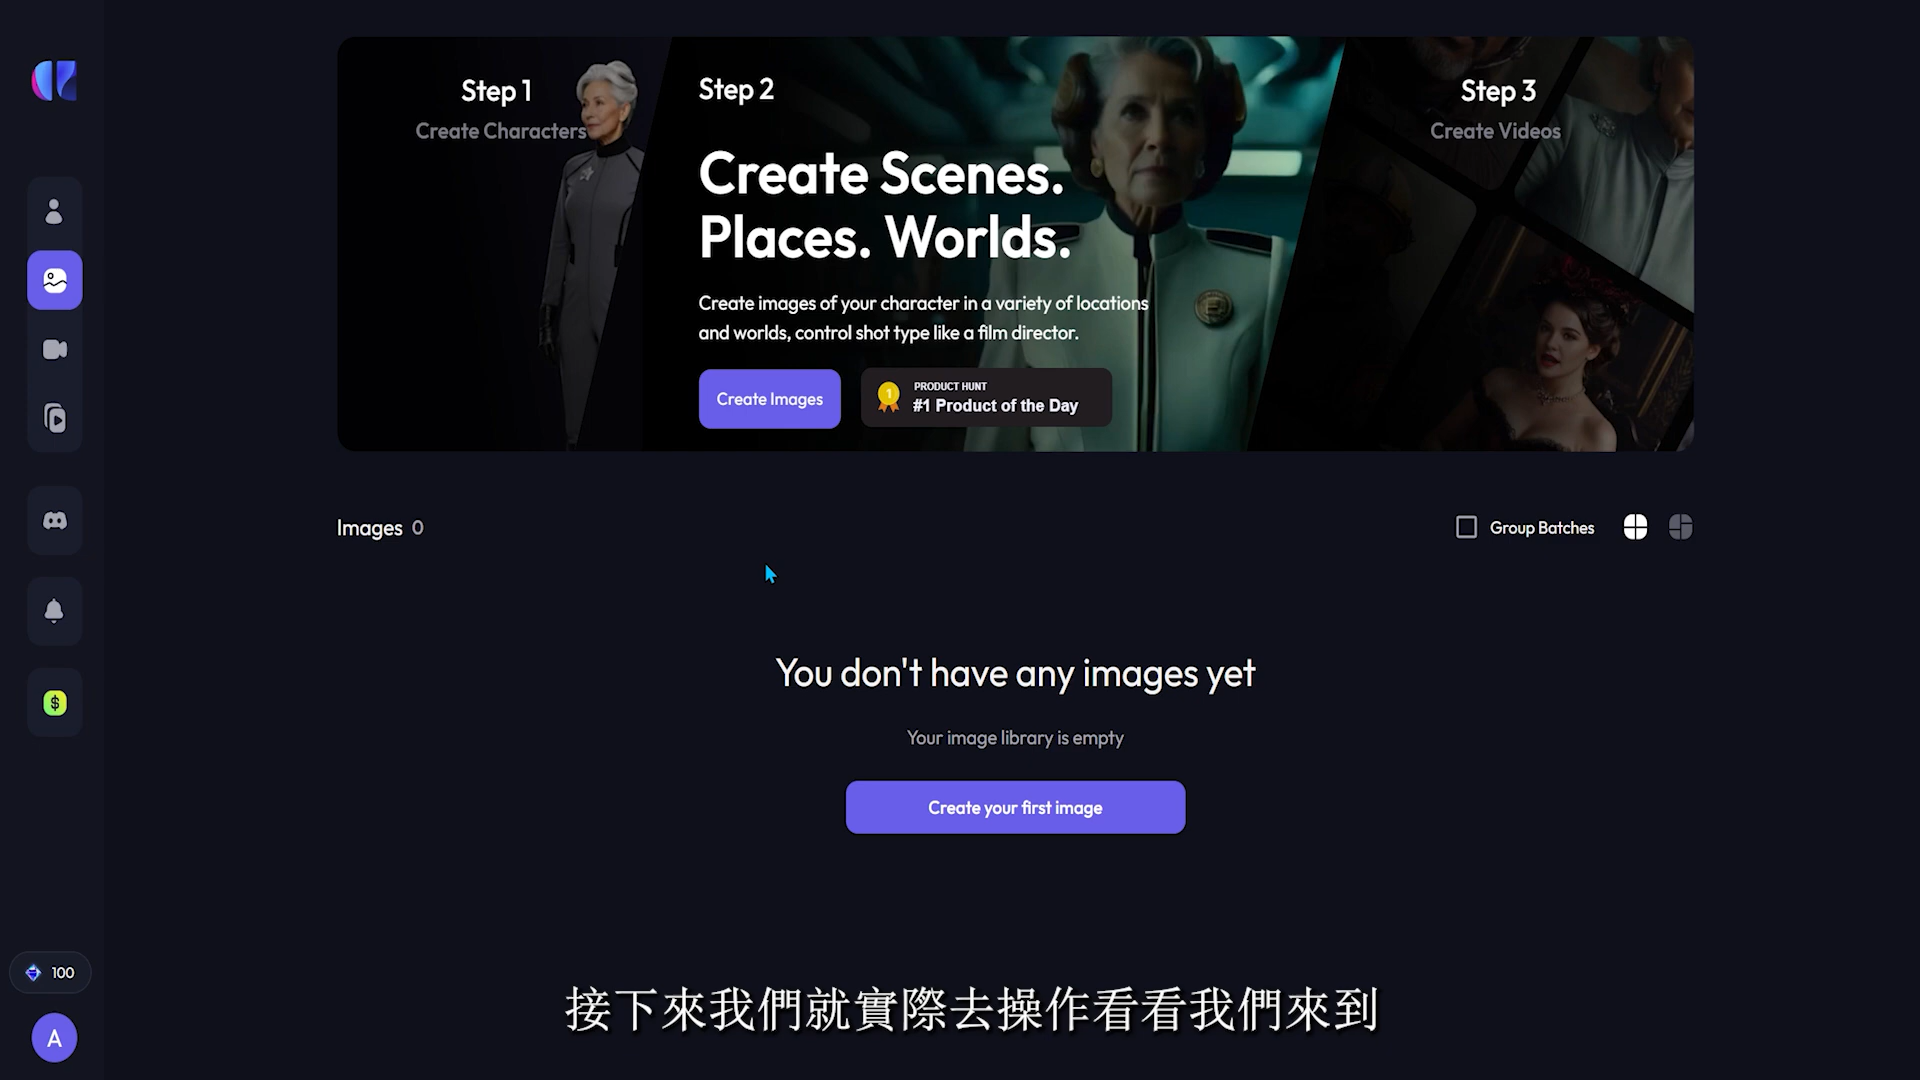 Step 1
Create Characters
Step 2
Create Scenes.
Places. Worlds.
Create images of your character in a variety of locations
and worlds, control shot type like a film director.
Create Images
1
PRODUCT HUNT
#1 Product of the Day
Step 3
Create Videos
Images 0
Group Batches
You don't have any images yet
Your image library is empty
Create your first image
$
100
A
接下來我們就實際去操作看看我們來到